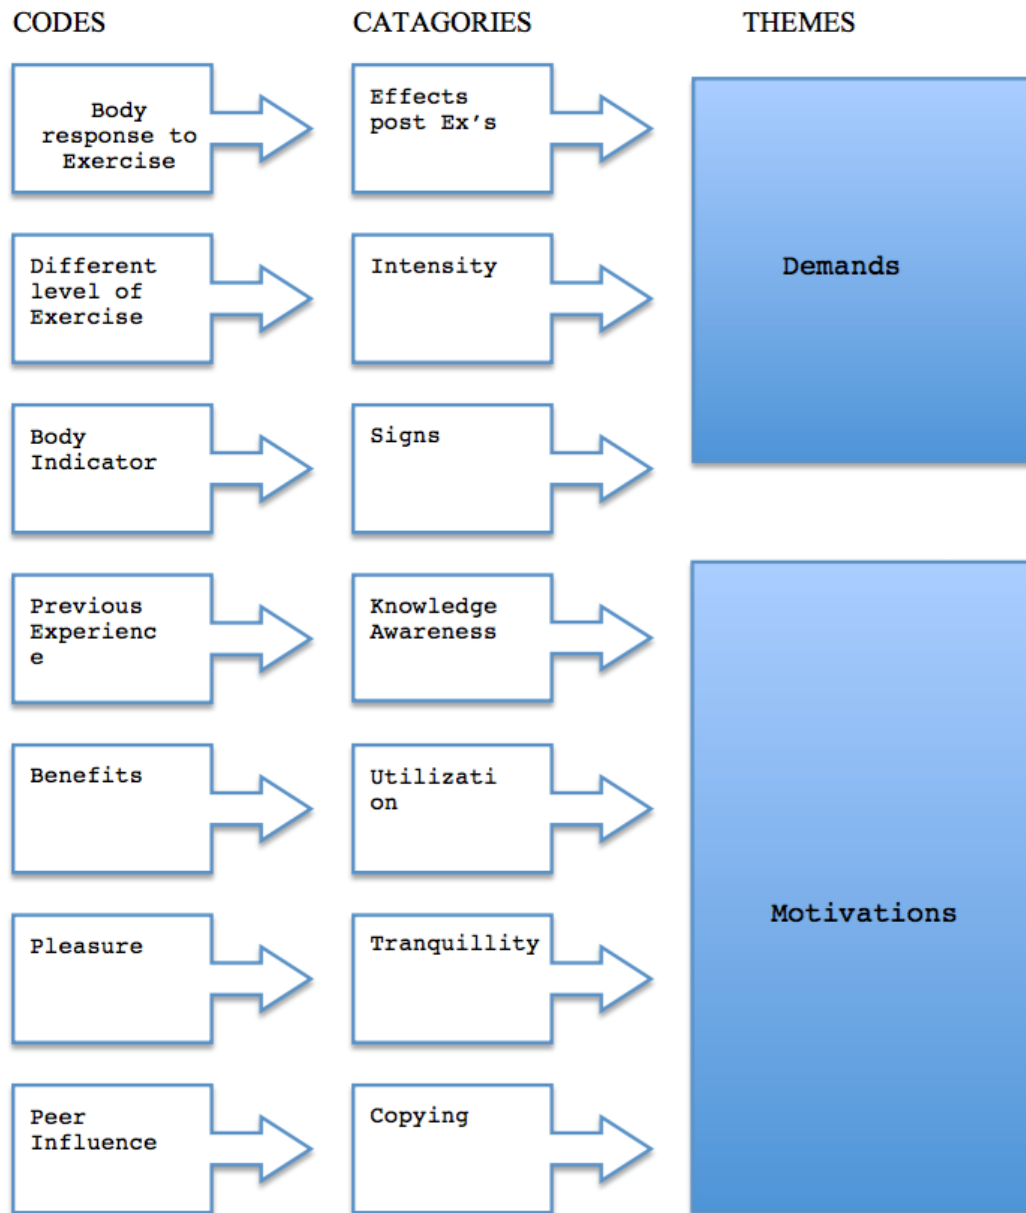 CODES
CATAGORIES
THEMES
Body
response to
Exercise
Effects
post Ex's
Demands
Different
level of
Exercise
Intensity
Body
Indicator
Signs
Previous
Experienc
e
Knowledge
Awareness
Motivations
Benefits
Utilizati
on
Pleasure
Tranquillity
Peer
Influence
Copying